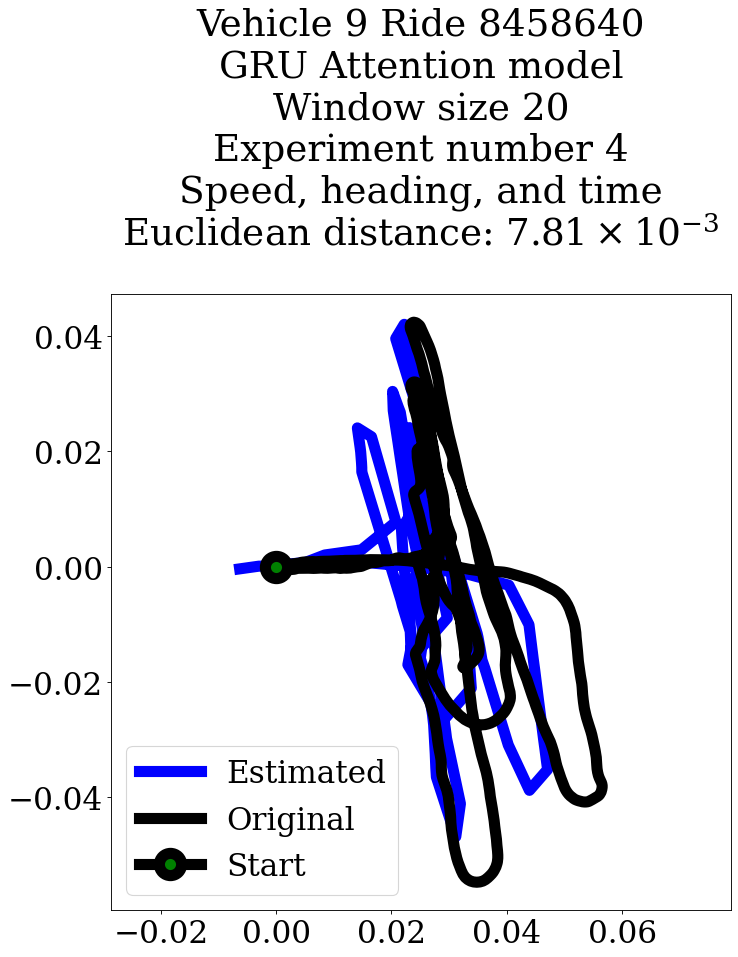 Vehicle 9 Ride 8458640
GRU Attention model
Window size 20
Experiment number 4
Speed, heading, and time
Euclidean distance: 7.81 × 10⁻³
0.04
0.02
0.00
−0.02
−0.04
Estimated
Original
Start
−0.02 0.00 0.02 0.04 0.06